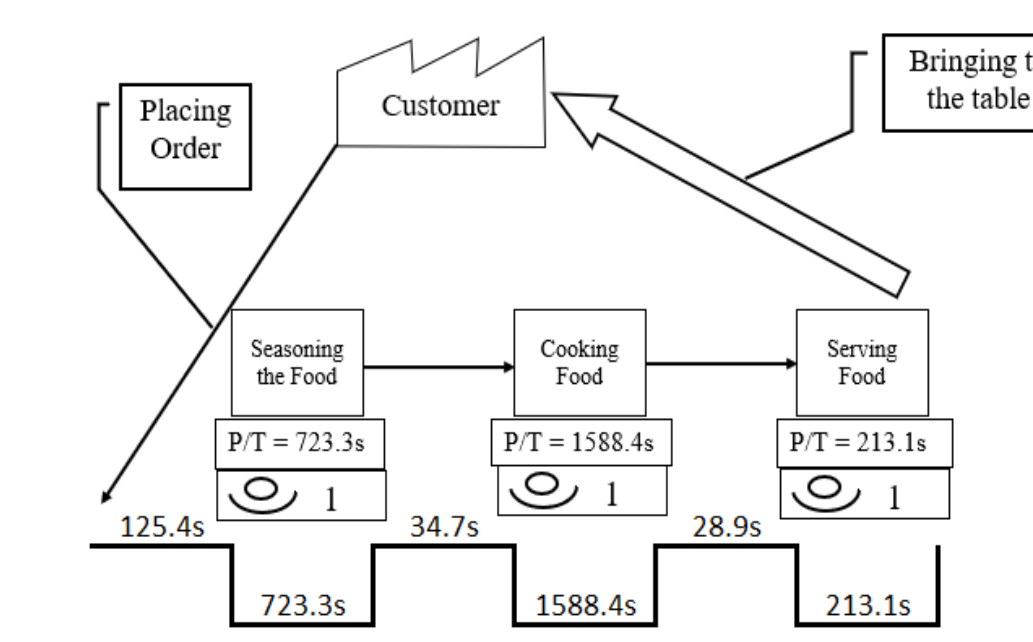 Placing
Order
Customer
Bringing
the table
Seasoning
the Food
Cooking
Food
Serving
Food
P/T = 723.3s
P/T = 1588.4s
P/T = 213.1s
1
1
1
125.4s
34.7s
28.9s
723.3s
1588.4s
213.1s